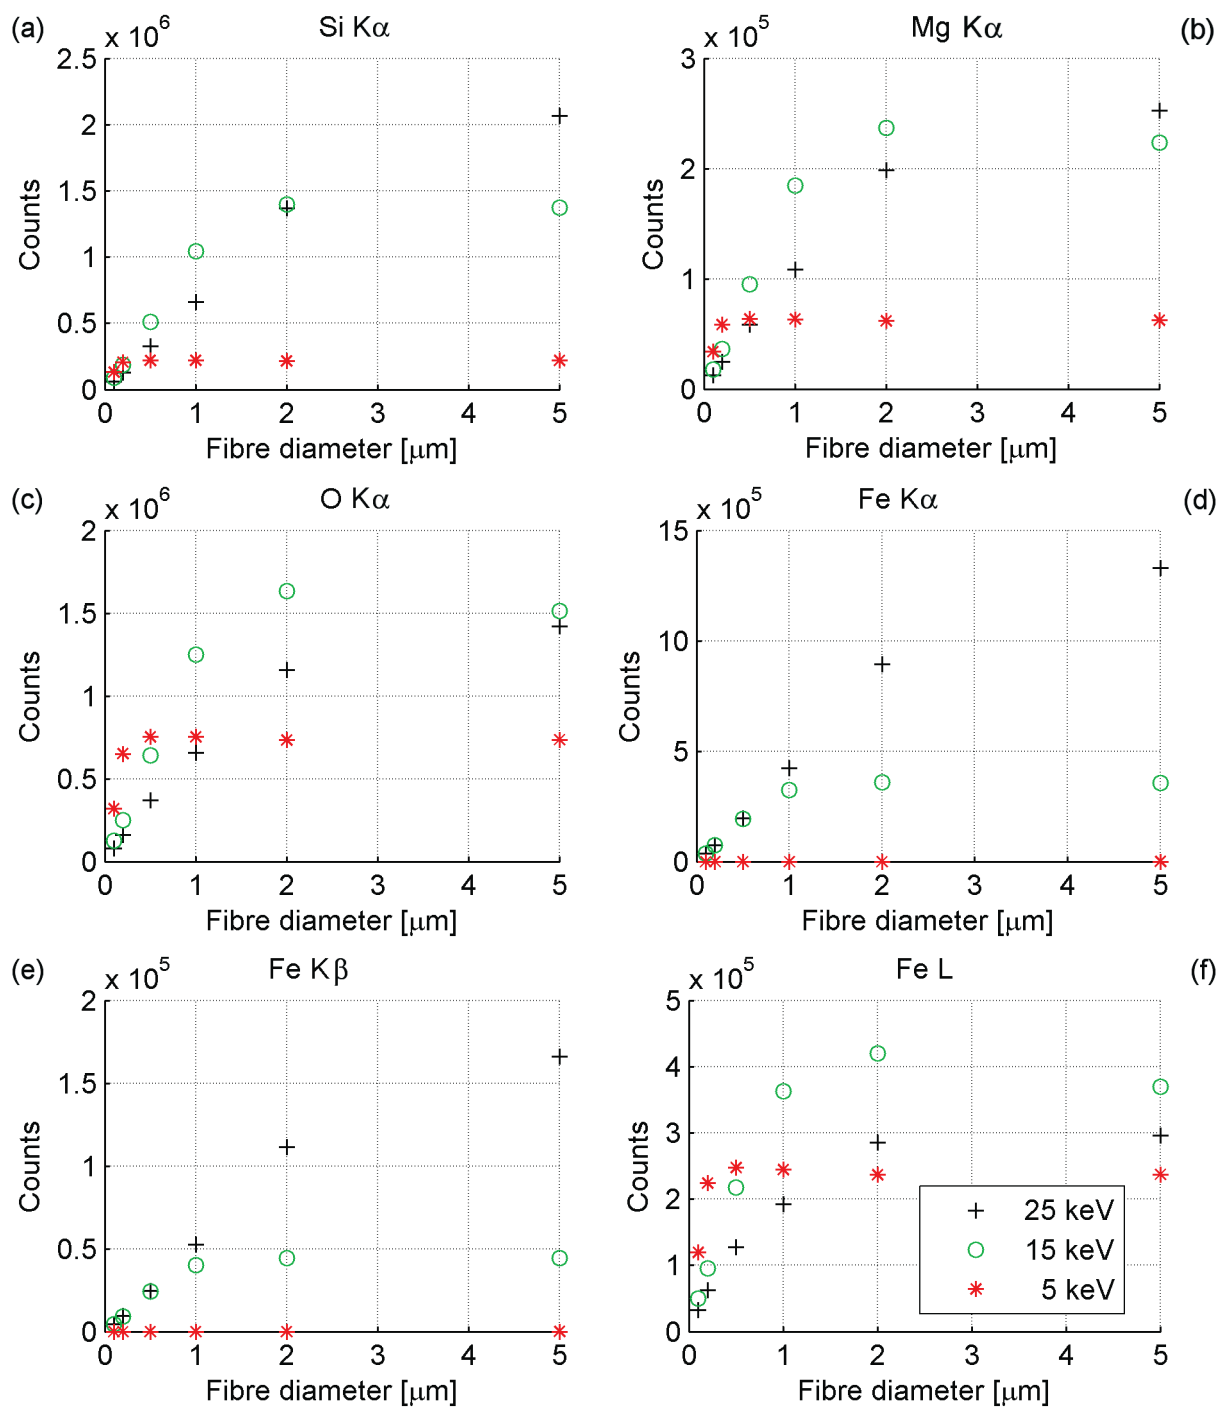 (a) x 10^6 Si Kα
2.5
2
1.5
1
0.5
0
Counts
0 1 2 3 4 5
Fibre diameter [μm]
x 10^5 Mg Kα (b)
3
2
1
0
Counts
0 1 2 3 4 5
Fibre diameter [μm]
(c) x 10^6 O Kα
2
1.5
1
0.5
0
Counts
0 1 2 3 4 5
Fibre diameter [μm]
x 10^5 Fe Kα (d)
15
10
5
0
Counts
0 1 2 3 4 5
Fibre diameter [μm]
(e) x 10^5 Fe Kβ
2
1.5
1
0.5
0
Counts
0 1 2 3 4 5
Fibre diameter [μm]
x 10^5 Fe L (f)
5
4
3
2
1
0
Counts
25 keV
15 keV
5 keV
0 1 2 3 4 5
Fibre diameter [μm]